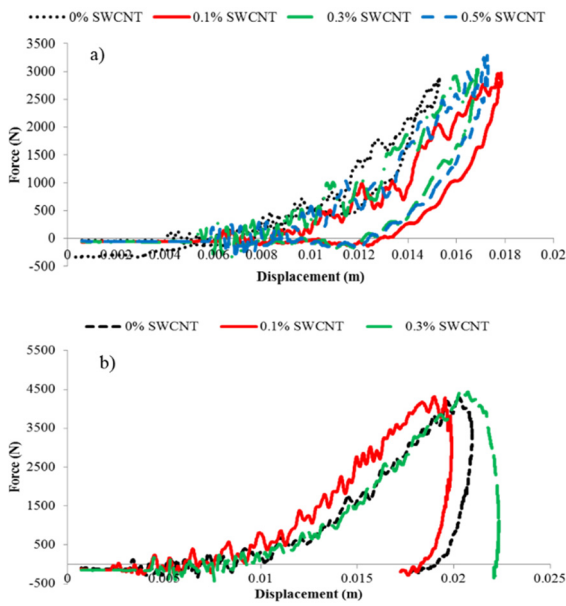 0% SWCNT 0.1% SWCNT 0.3% SWCNT 0.5% SWCNT
a)
3500
3000
2500
2000
1500
1000
500
0
-500
Force (N)
0 0.002 0.004 0.006 0.008 0.01 0.012 0.014 0.016 0.018 0.02
Displacement (m)
0% SWCNT 0.1% SWCNT 0.3% SWCNT
b)
5500
4500
3500
2500
1500
500
-500
Force (N)
0 0.005 0.01 0.015 0.02 0.025
Displacement (m)